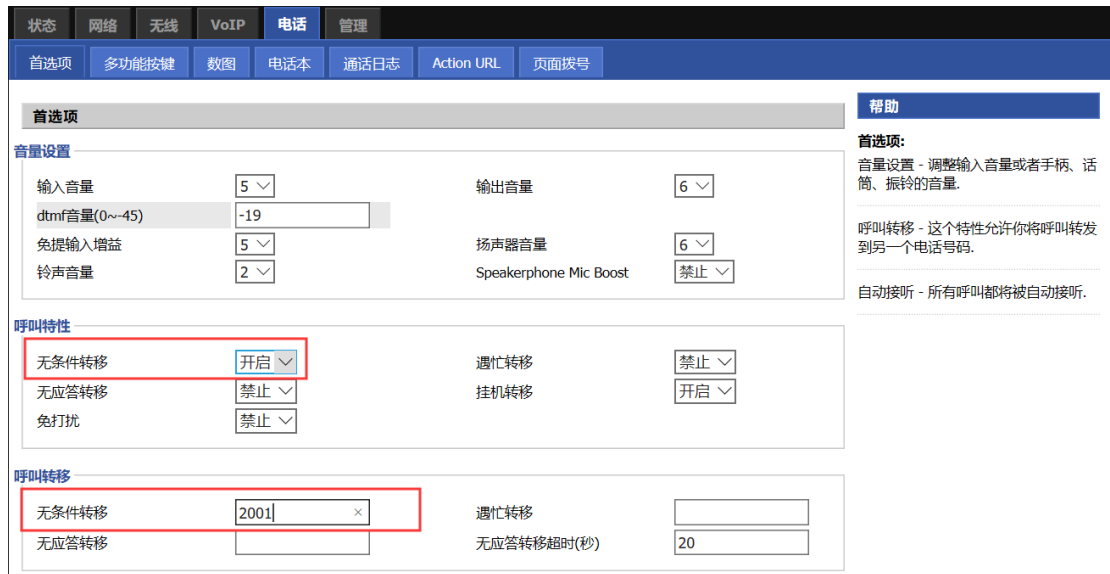 状态 网络 无线 VoIP 电话 管理
首选项 多功能按键 数图 电话本 通话日志 Action URL 页面拨号
首选项
音量设置
输入音量 5 输出音量 6
dtmf音量(0~-45) -19
免提输入增益 5 扬声器音量 6
铃声音量 2 Speakerphone Mic Boost 禁止
呼叫特性
无条件转移 开启 遇忙转移 禁止
无应答转移 禁止 挂机转移 开启
免打扰 禁止
呼叫转移
无条件转移 2001 × 遇忙转移
无应答转移 无应答转移超时(秒) 20
帮助
首选项:
音量设置 - 调整输入音量或者手柄、话
筒、振铃的音量.
呼叫转移 - 这个特性允许你将呼叫转发
到另一个电话号码.
自动接听 - 所有呼叫都将被自动接听.